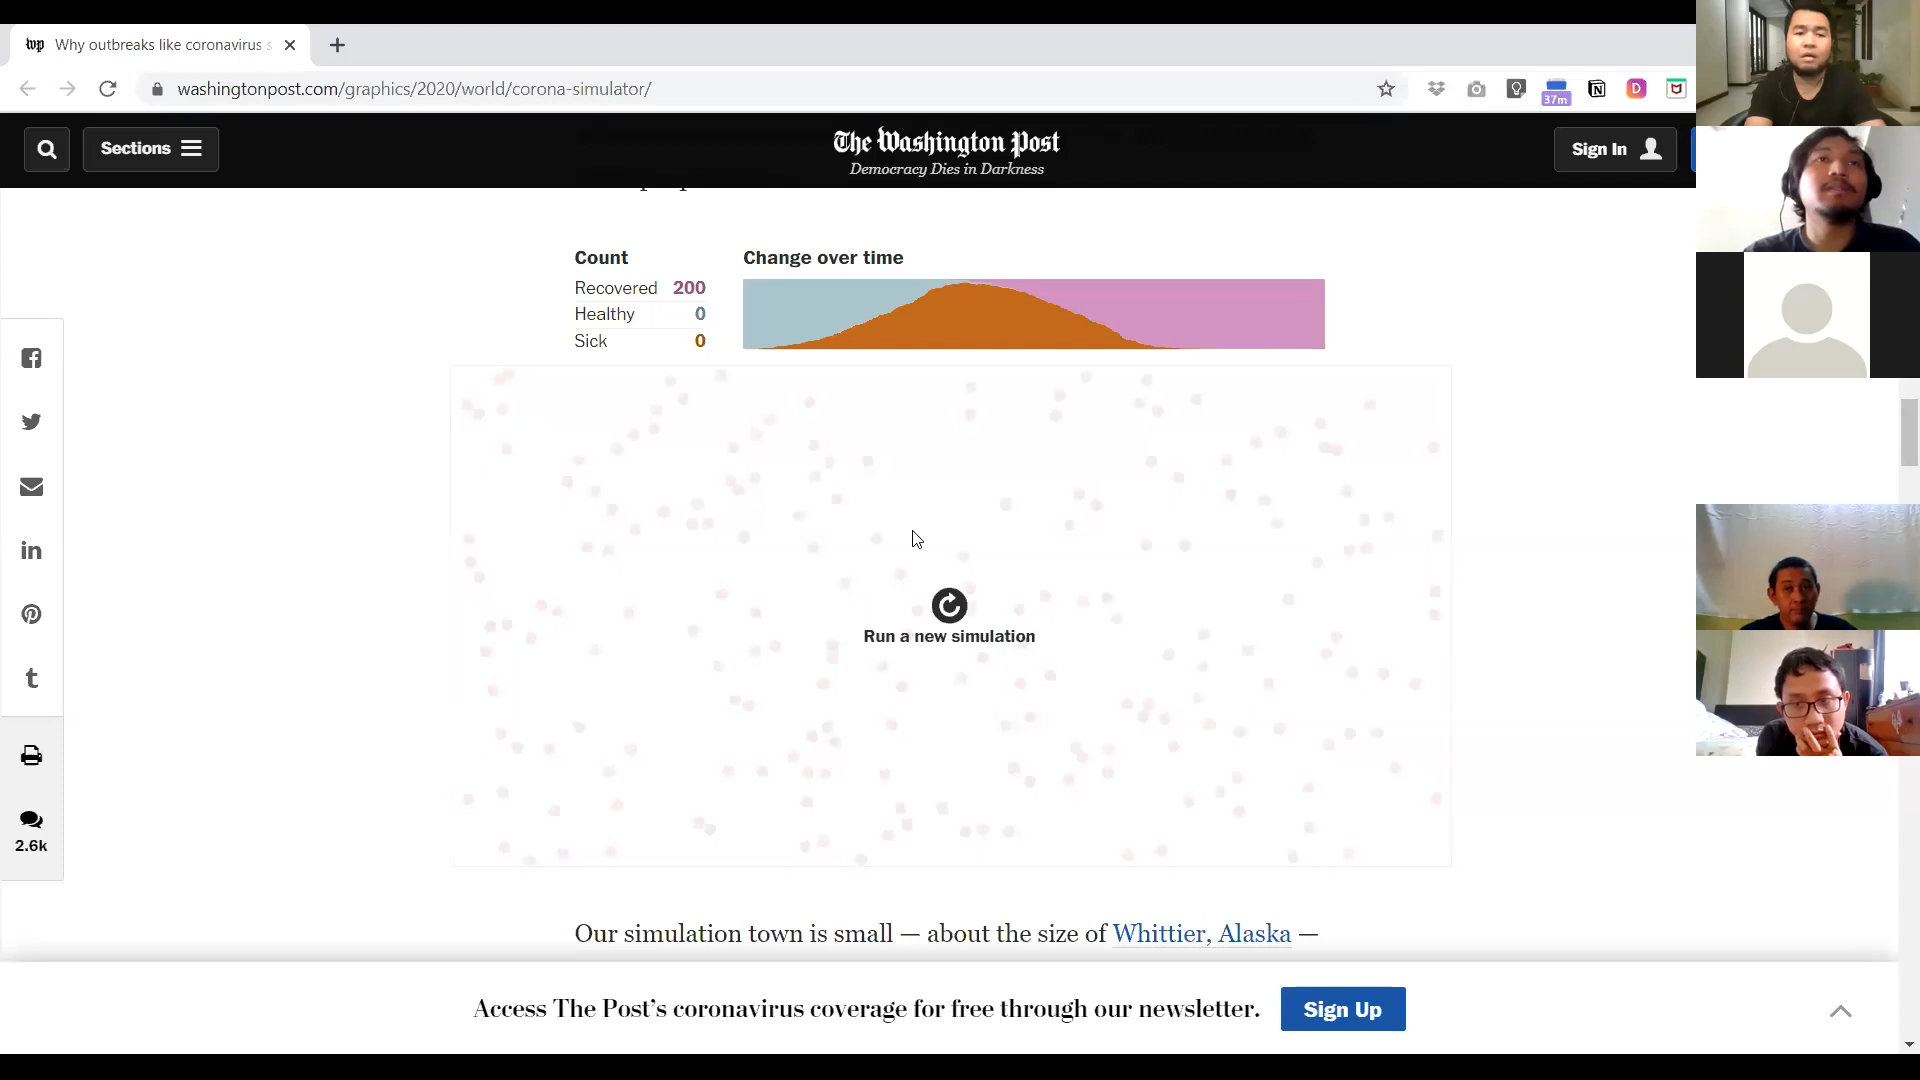 Why outbreaks like coronavirus s
washingtonpost.com/graphics/2020/world/corona-simulator/
37m
N
D
Sections
The Washington Post
Democracy Dies in Darkness
Sign In
Count
Change over time
Recovered 200
Healthy 0
Sick 0
Run a new simulation
2.6k
Our simulation town is small — about the size of Whittier, Alaska —
Access The Post's coronavirus coverage for free through our newsletter.
Sign Up